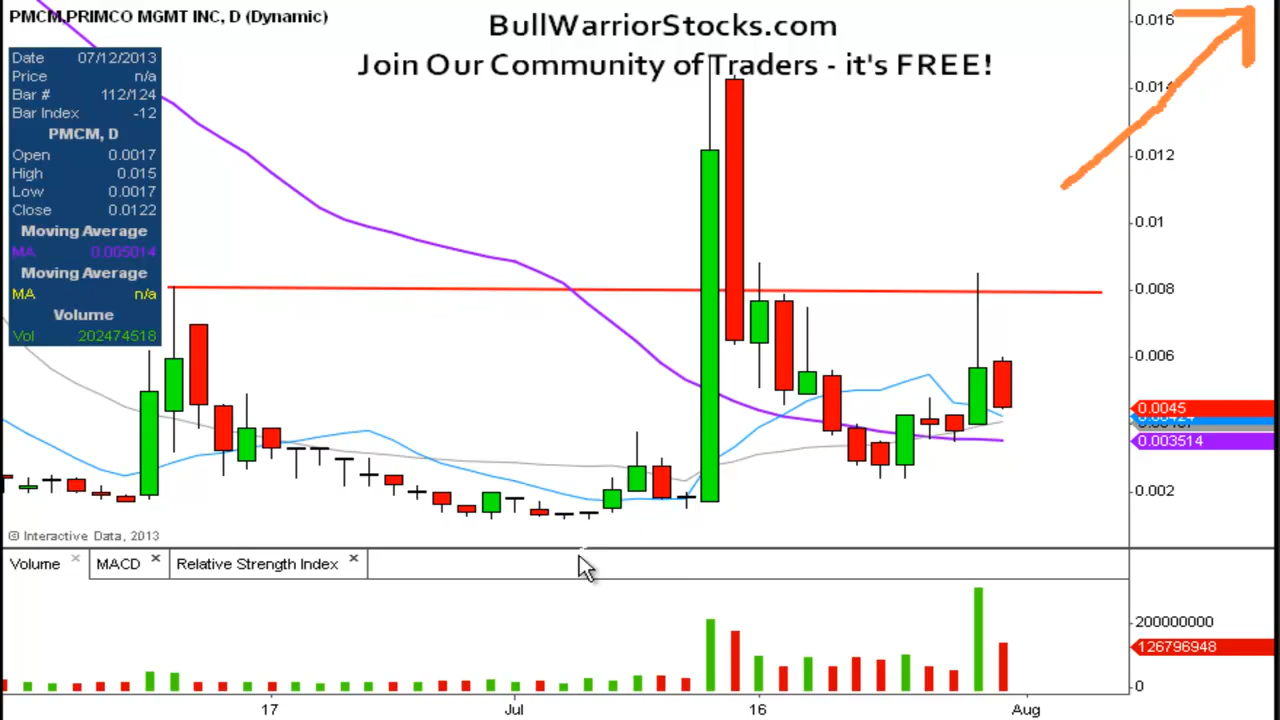 PMCM,PRIMCO MGMT INC, D (Dynamic)
BullWarriorStocks.com
Join Our Community of Traders - it's FREE!
Date 07/12/2013
Price n/a
Bar # 112/124
Bar Index -12
PMCM, D
Open 0.0017
High 0.015
Low 0.0017
Close 0.0122
Moving Average
MA 0.005014
Moving Average
MA n/a
Volume
Vol 202474518
0.016
0.014
0.012
0.01
0.008
0.006
0.0045
0.003514
0.002
© Interactive Data, 2013
Volume
MACD
Relative Strength Index
200000000
126796948
0
17
Jul
16
Aug